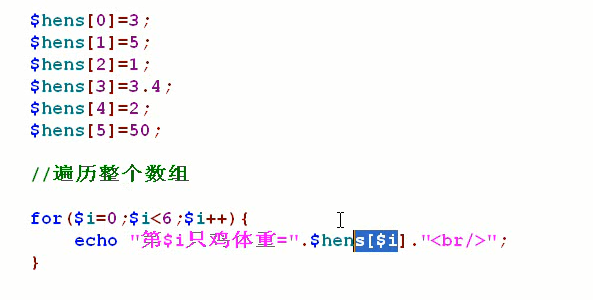 $hens[0]=3;
$hens[1]=5;
$hens[2]=1;
$hens[3]=3.4;
$hens[4]=2;
$hens[5]=50;
//遍历整个数组
for($i=0;$i<6;$i++){
echo "第$i只鸡体重=".$hens[$i]."<br/>";
}